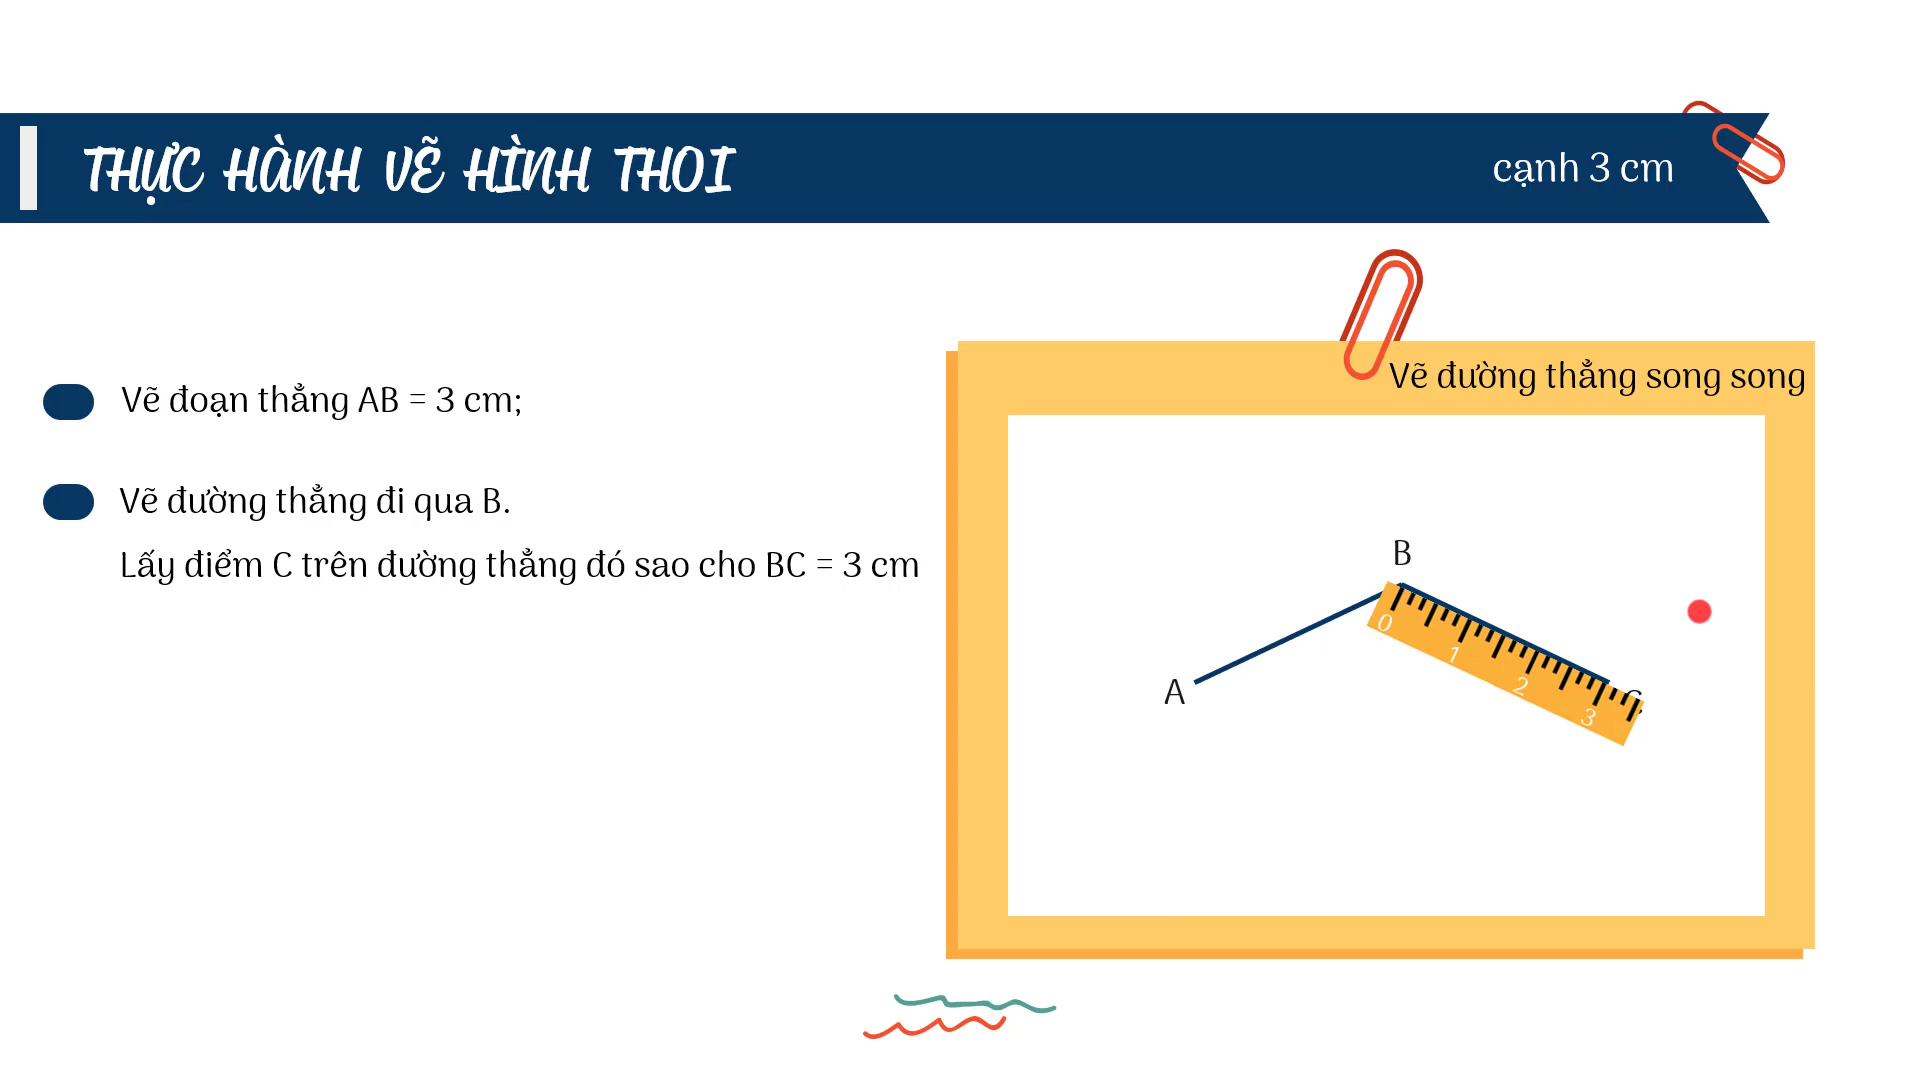 THỰC HÀNH VẼ HÌNH THOI
cạnh 3 cm
Vẽ đoạn thẳng AB = 3 cm;
Vẽ đường thẳng đi qua B.
Lấy điểm C trên đường thẳng đó sao cho BC = 3 cm
Vẽ đường thẳng song song
B
A
0
1
2
3